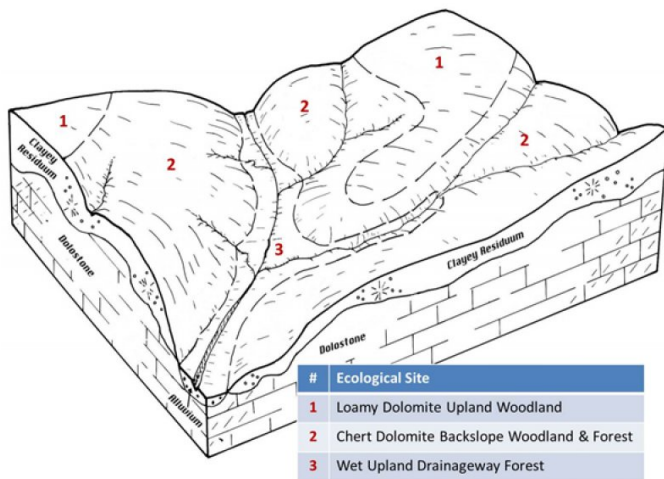 1
1
2
2
2
3
Clayey
Residuum
Dolostone
Clayey Residuum
Dolostone
Alluvium
# Ecological Site
1 Loamy Dolomite Upland Woodland
2 Chert Dolomite Backslope Woodland & Forest
3 Wet Upland Drainageway Forest